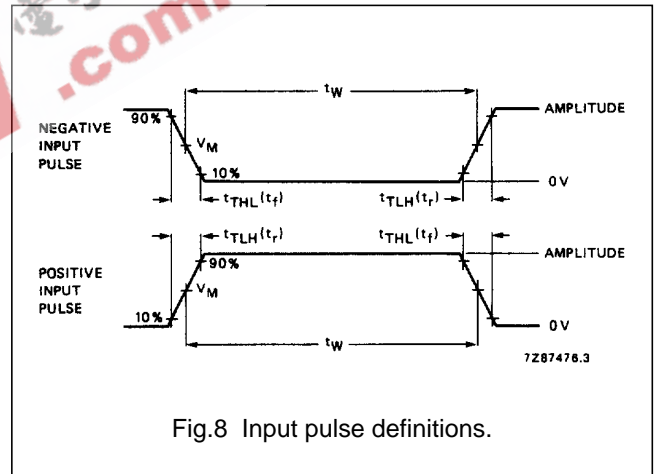 .com
tW
NEGATIVE INPUT PULSE
90%
VM
10%
AMPLITUDE
0 V
tTHL(tf)
tTLH(tr)
tTLH(tr)
tTHL(tf)
POSITIVE INPUT PULSE
90%
VM
10%
AMPLITUDE
0 V
tW
7Z87476.3
Fig.8 Input pulse definitions.